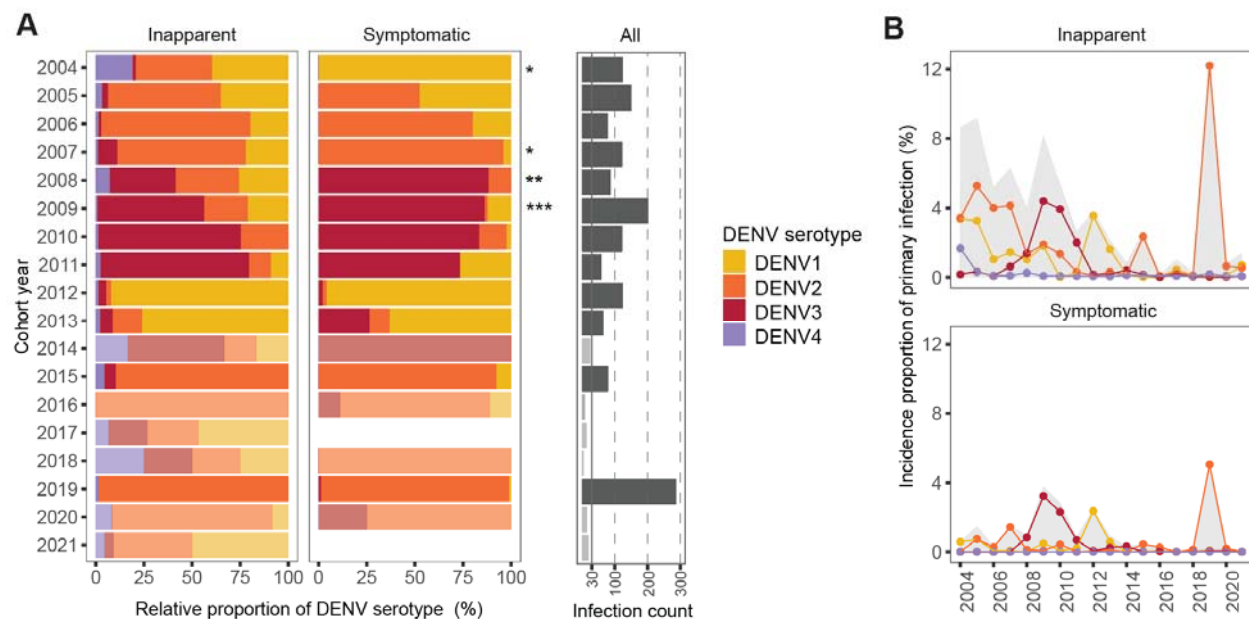 A
Inapparent
Symptomatic
All
Cohort year
2004
*
2005
2006
2007
*
2008
**
2009
***
2010
2011
2012
2013
2014
2015
2016
2017
2018
2019
2020
2021
0 25 50 75 100
0 25 50 75 100
30 100 200 300
Relative proportion of DENV serotype (%)
Infection count
DENV serotype
DENV1
DENV2
DENV3
DENV4
B
Inapparent
Incidence proportion of primary infection (%)
12
8
4
0
Symptomatic
12
8
4
0
2004 2006 2008 2010 2012 2014 2016 2018 2020